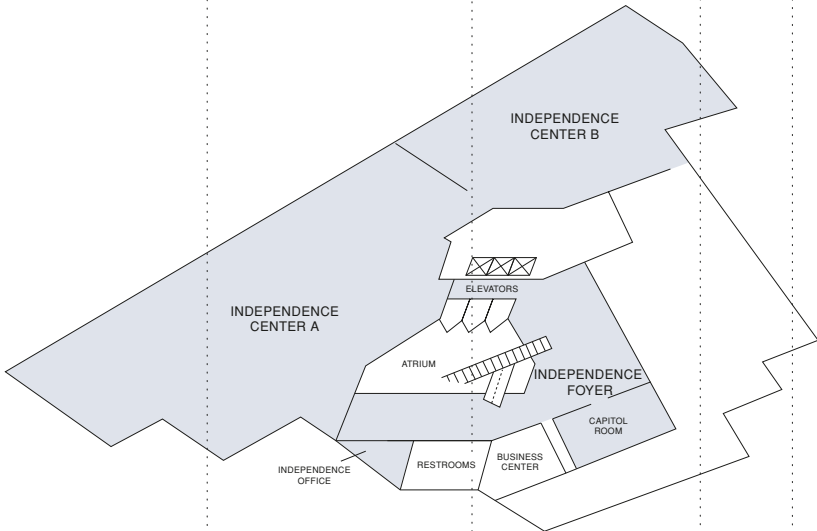 INDEPENDENCE
CENTER B
ELEVATORS
INDEPENDENCE
CENTER A
ATRIUM
INDEPENDENCE
FOYER
CAPITOL
ROOM
BUSINESS
CENTER
RESTROOMS
INDEPENDENCE
OFFICE